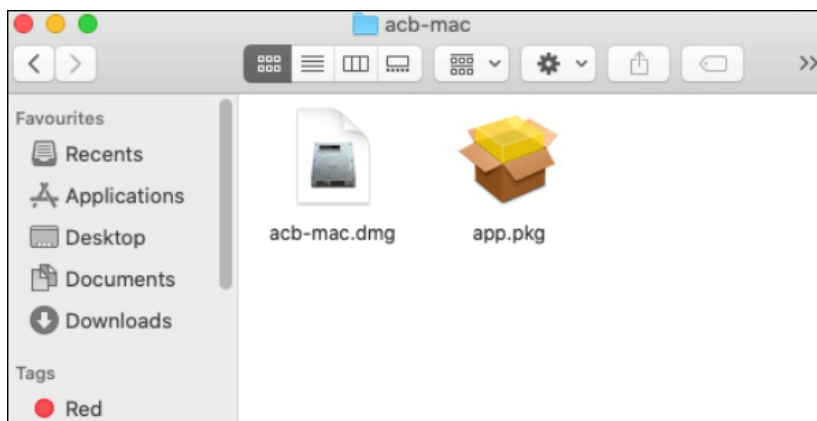 acb-mac
Favourites
Recents
Applications
Desktop
Documents
Downloads
Tags
Red
acb-mac.dmg
app.pkg